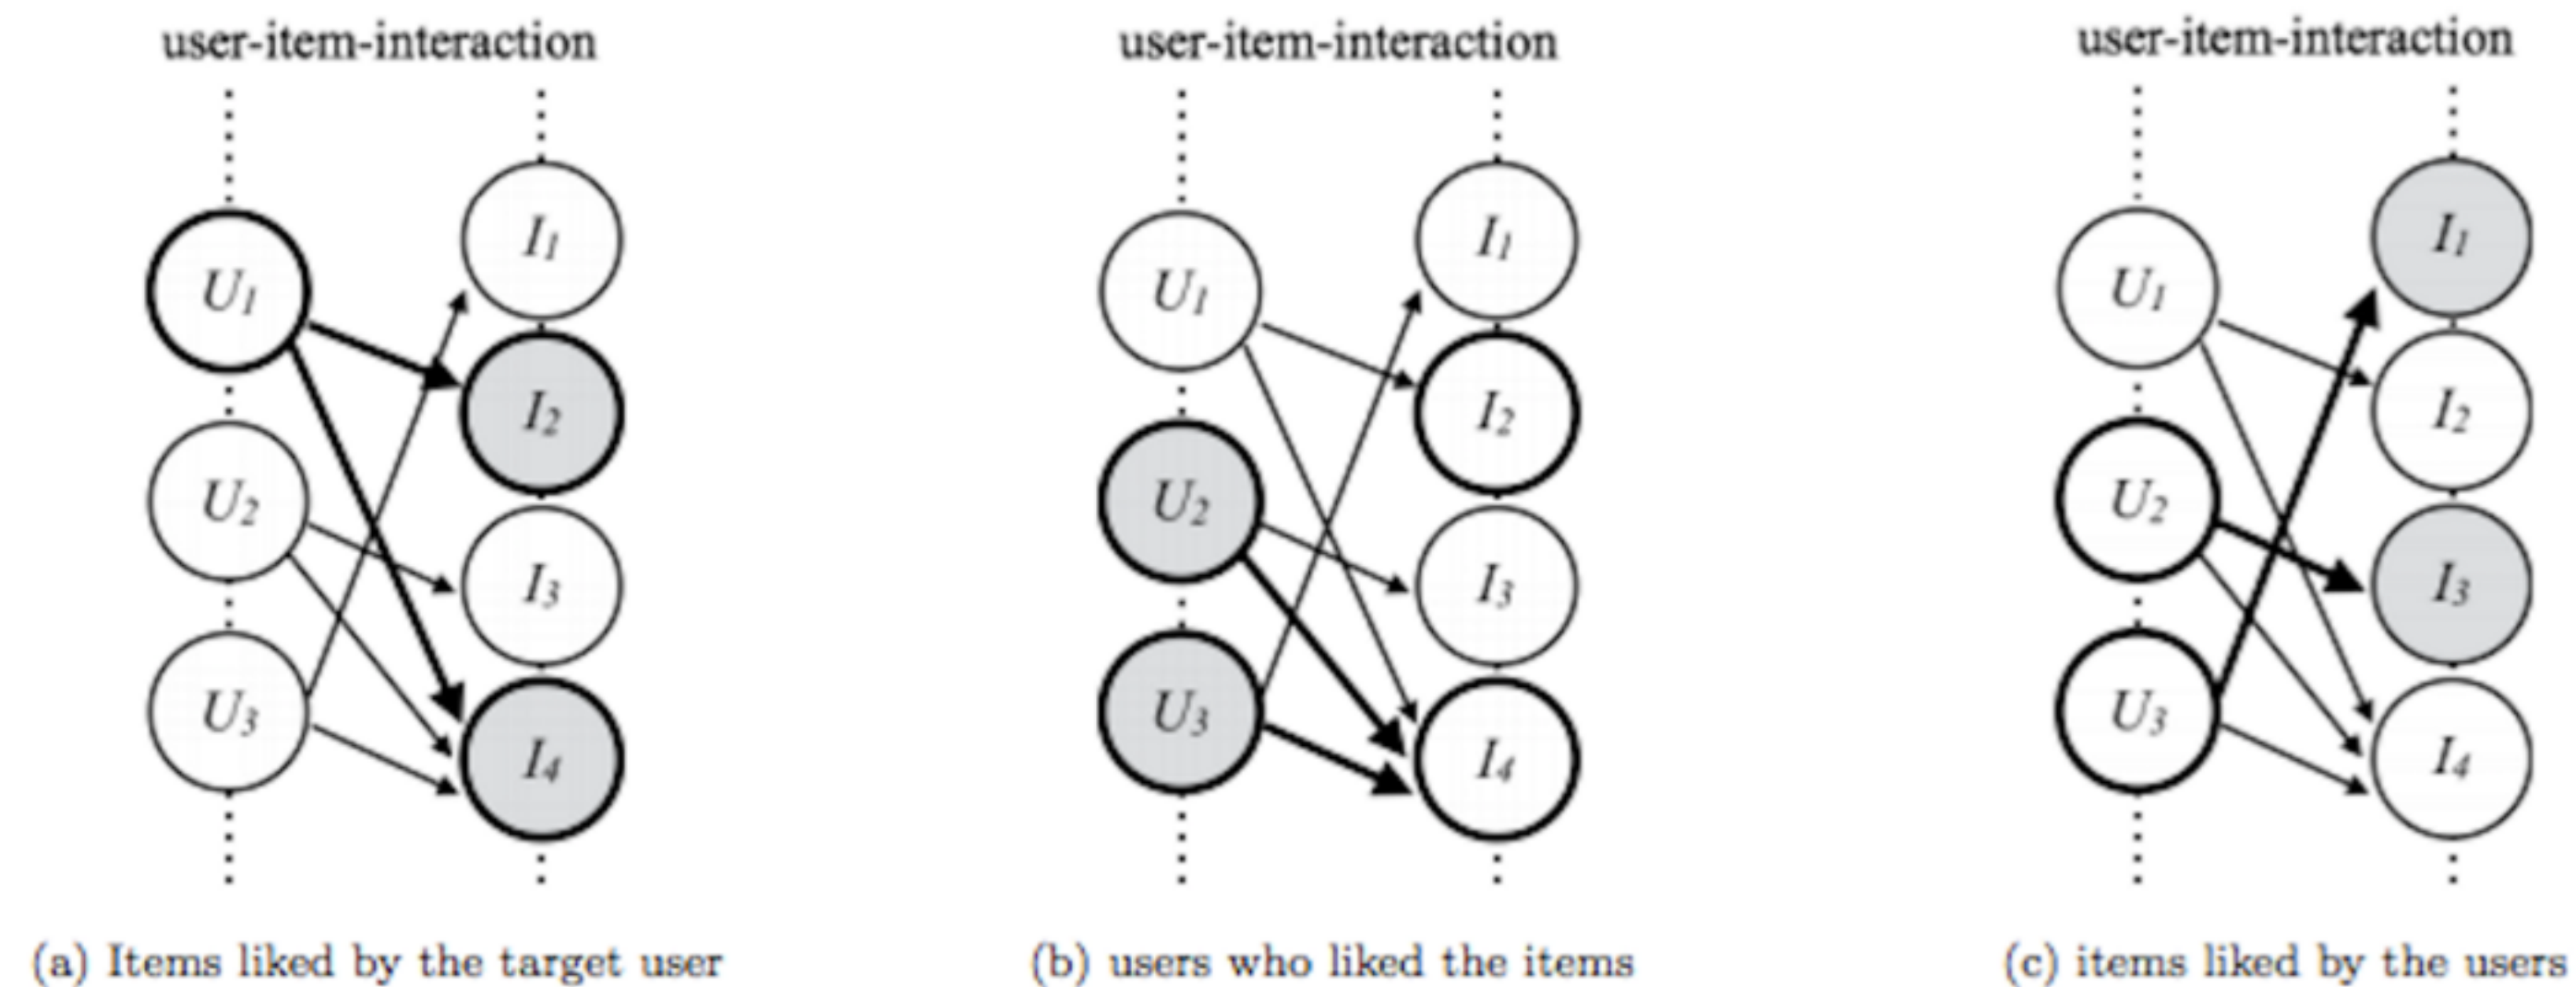 user-item-interaction
U1
U2
U3
I1
I2
I3
I4
(a) Items liked by the target user
user-item-interaction
U1
U2
U3
I1
I2
I3
I4
(b) users who liked the items
user-item-interaction
U1
U2
U3
I1
I2
I3
I4
(c) items liked by the users